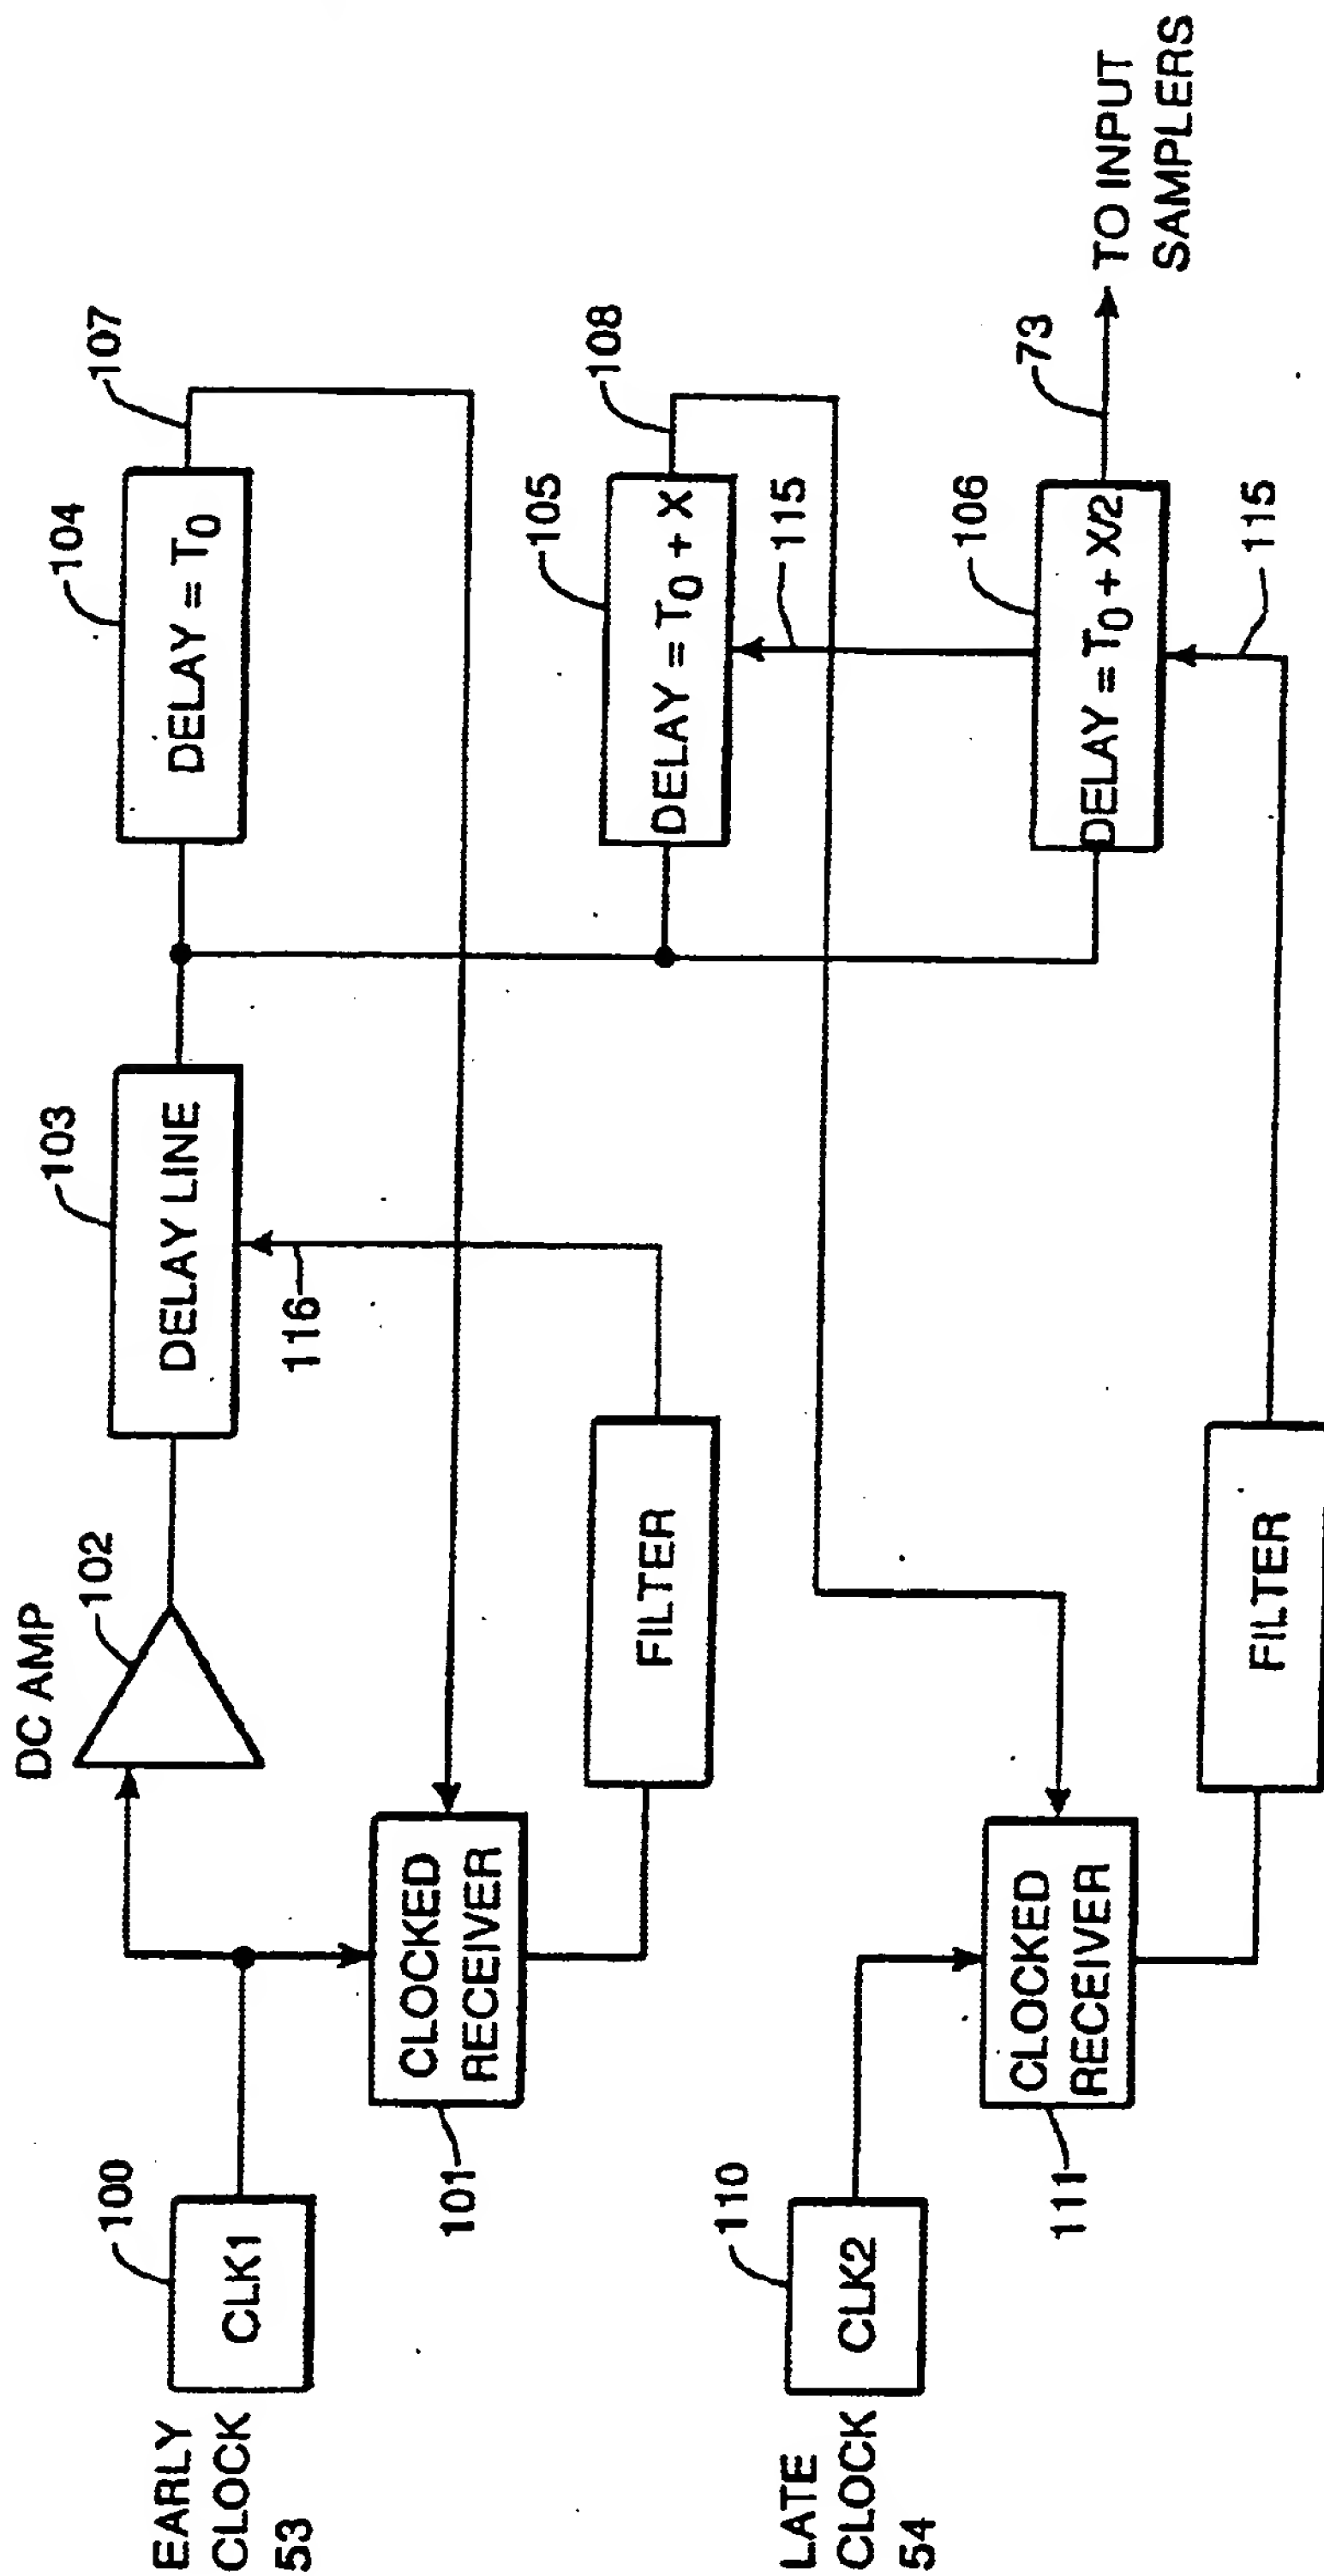 EARLY
CLOCK
53
100
CLK1
101
CLOCKED
RECEIVER
DC AMP
102
FILTER
116
103
DELAY LINE
104
DELAY = T0
107
105
DELAY = T0 + X
108
115
LATE
CLOCK
54
110
CLK2
111
CLOCKED
RECEIVER
FILTER
106
DELAY = T0 + X/2
115
73
TO INPUT
SAMPLERS